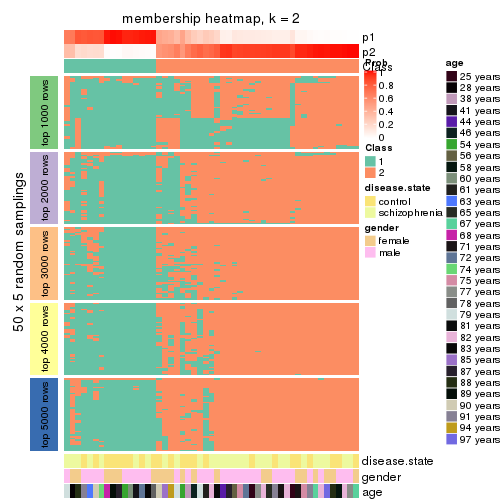 membership heatmap, k = 2
p1
p2
Class
50 x 5 random samplings
top 1000 rows
top 2000 rows
top 3000 rows
top 4000 rows
top 5000 rows
disease.state
gender
age
Prob
1
0.8
0.6
0.4
0.2
0
Class
1
2
disease.state
control
schizophrenia
gender
female
male
age
25 years
28 years
38 years
41 years
44 years
46 years
54 years
56 years
58 years
60 years
61 years
63 years
65 years
67 years
68 years
71 years
72 years
74 years
75 years
77 years
78 years
79 years
81 years
82 years
83 years
85 years
87 years
88 years
89 years
90 years
91 years
94 years
97 years